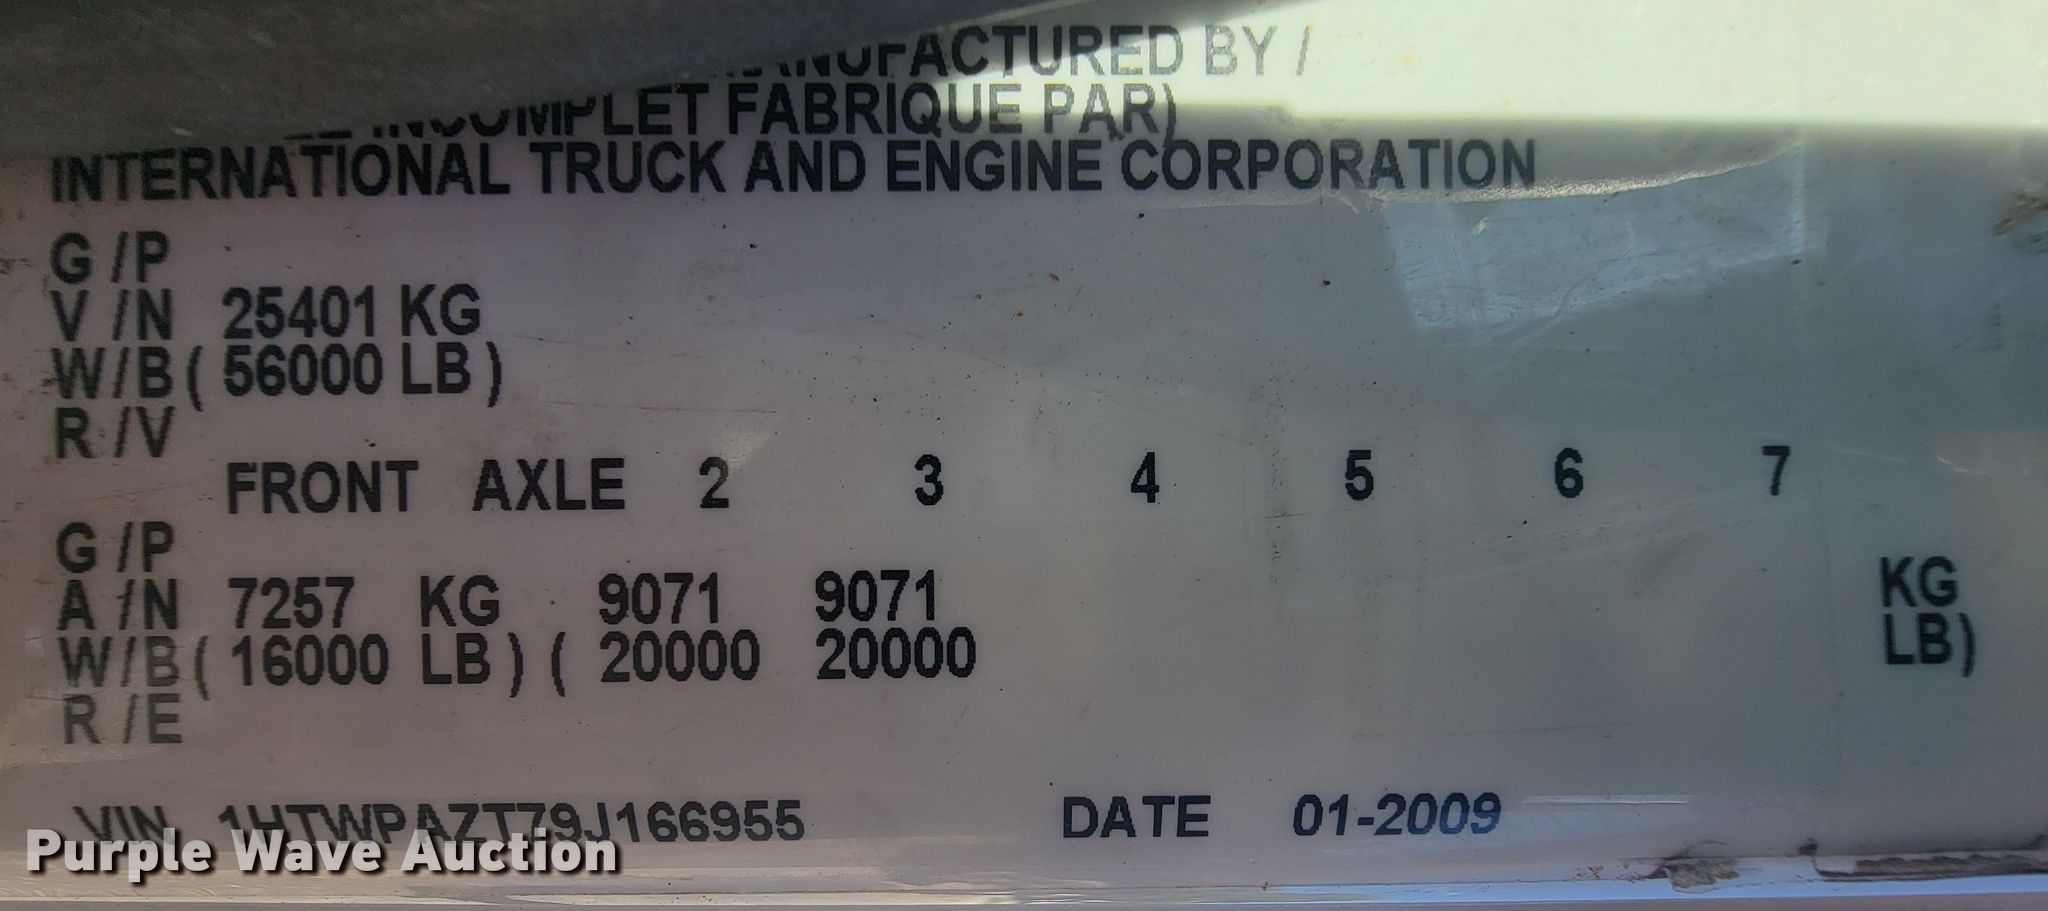 MANUFACTURED BY /
INCOMPLET FABRIQUE PAR)
INTERNATIONAL TRUCK AND ENGINE CORPORATION
G /P
V /N 25401 KG
W/B ( 56000 LB )
R /V
FRONT AXLE 2 3 4 5 6 7
G /P
A /N 7257 KG 9071 9071 KG
W/B ( 16000 LB ) ( 20000 20000 LB)
R /E
VIN 1HTWPAZT79J166955 DATE 01-2009
Purple Wave Auction